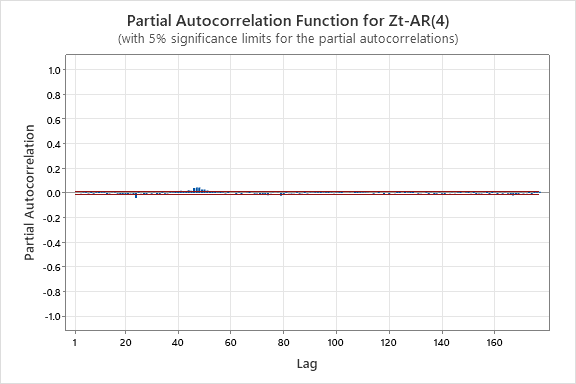 Partial Autocorrelation Function for Zt-AR(4)
(with 5% significance limits for the partial autocorrelations)
1.0
0.8
0.6
0.4
0.2
0.0
-0.2
-0.4
-0.6
-0.8
-1.0
Partial Autocorrelation
1 20 40 60 80 100 120 140 160
Lag